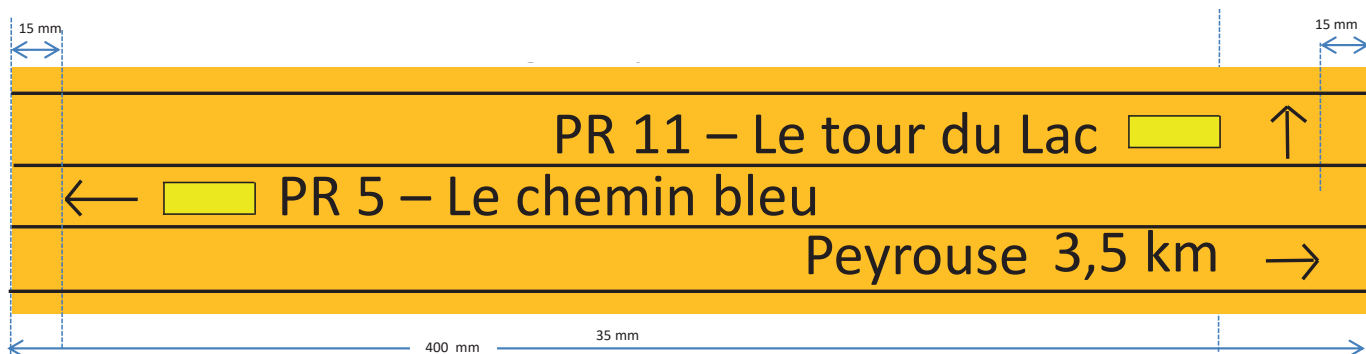 15 mm
15 mm
PR 11 – Le tour du Lac
PR 5 – Le chemin bleu
Peyrouse 3,5 km
35 mm
400 mm